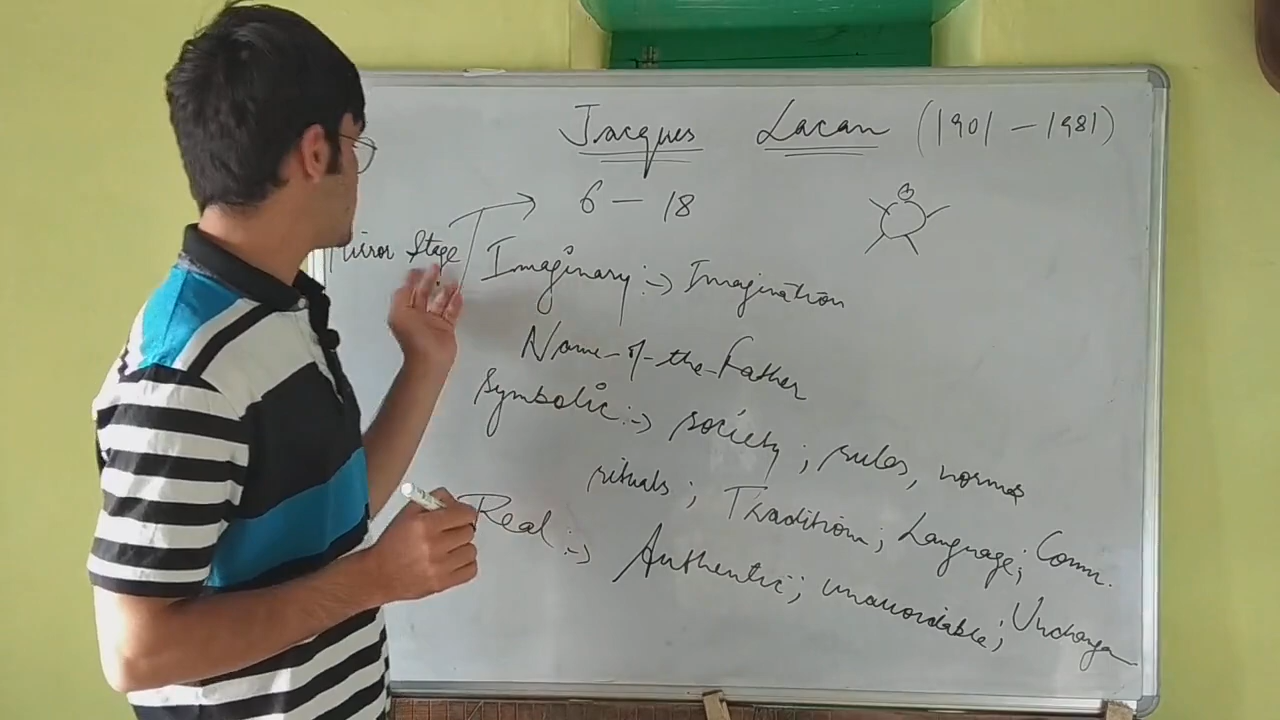 Jacques Lacan (1901 - 1981)
6 - 18
Mirror Stage
Imaginary :-> Imagination
Name-of-the-Father
Symbolic :-> society; rules, norms
rituals; Tradition; Language; Comm.
Real :-> Authentic; unavoidable;